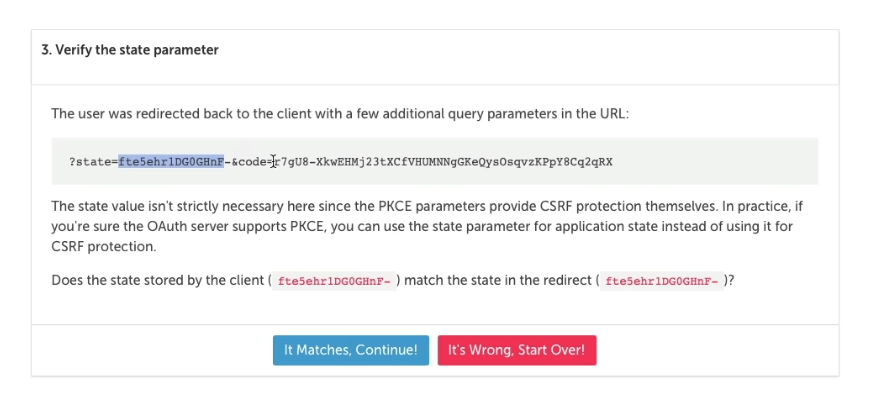 3. Verify the state parameter
The user was redirected back to the client with a few additional query parameters in the URL:
?state=fte5ehr1DG0GHnF-&code=r7gU8-XkwEHMj23tXCfVHUMNNgGKeQysOsqvzKPpY8Cq2qRX
The state value isn't strictly necessary here since the PKCE parameters provide CSRF protection themselves. In practice, if
you're sure the OAuth server supports PKCE, you can use the state parameter for application state instead of using it for
CSRF protection.
Does the state stored by the client ( fte5ehr1DG0GHnF- ) match the state in the redirect ( fte5ehr1DG0GHnF- )?
It Matches, Continue!
It's Wrong, Start Over!